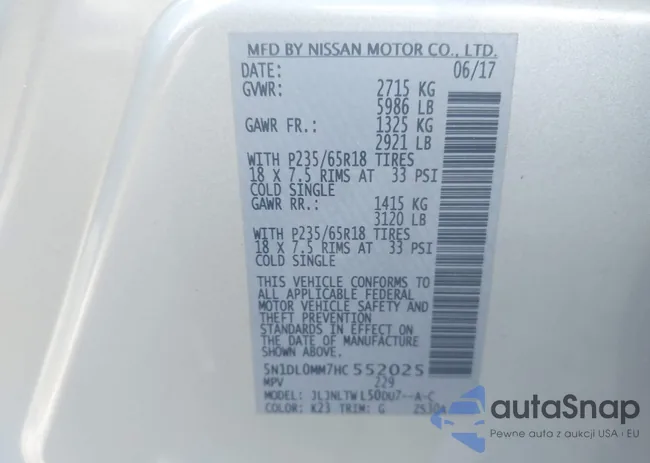 MFD BY NISSAN MOTOR CO., LTD.
DATE: 06/17
GVWR: 2715 KG
5986 LB
GAWR FR.: 1325 KG
2921 LB
WITH P235/65R18 TIRES
18 X 7.5 RIMS AT 33 PSI
COLD SINGLE
GAWR RR.: 1415 KG
3120 LB
WITH P235/65R18 TIRES
18 X 7.5 RIMS AT 33 PSI
COLD SINGLE
THIS VEHICLE CONFORMS TO
ALL APPLICABLE FEDERAL
MOTOR VEHICLE SAFETY AND
THEFT PREVENTION
STANDARDS IN EFFECT ON
THE DATE OF MANUFACTURE
SHOWN ABOVE.
5N1DL0MM7HC552025
MPV 229
MODEL: JLJNLTWL50DU7--A-C
COLOR: K23 TRIM: G 2530A
autoSnap
Pewne auta z aukcji USA • EU